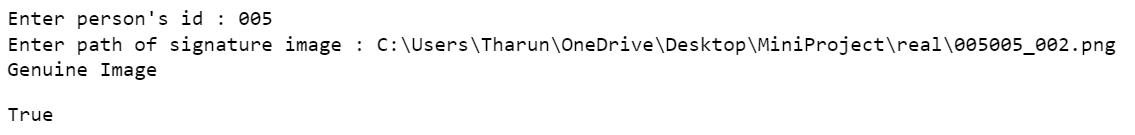 Enter person's id : 005
Enter path of signature image : C:\Users\Tharun\OneDrive\Desktop\MiniProject\real\005005_002.png
Genuine Image
True